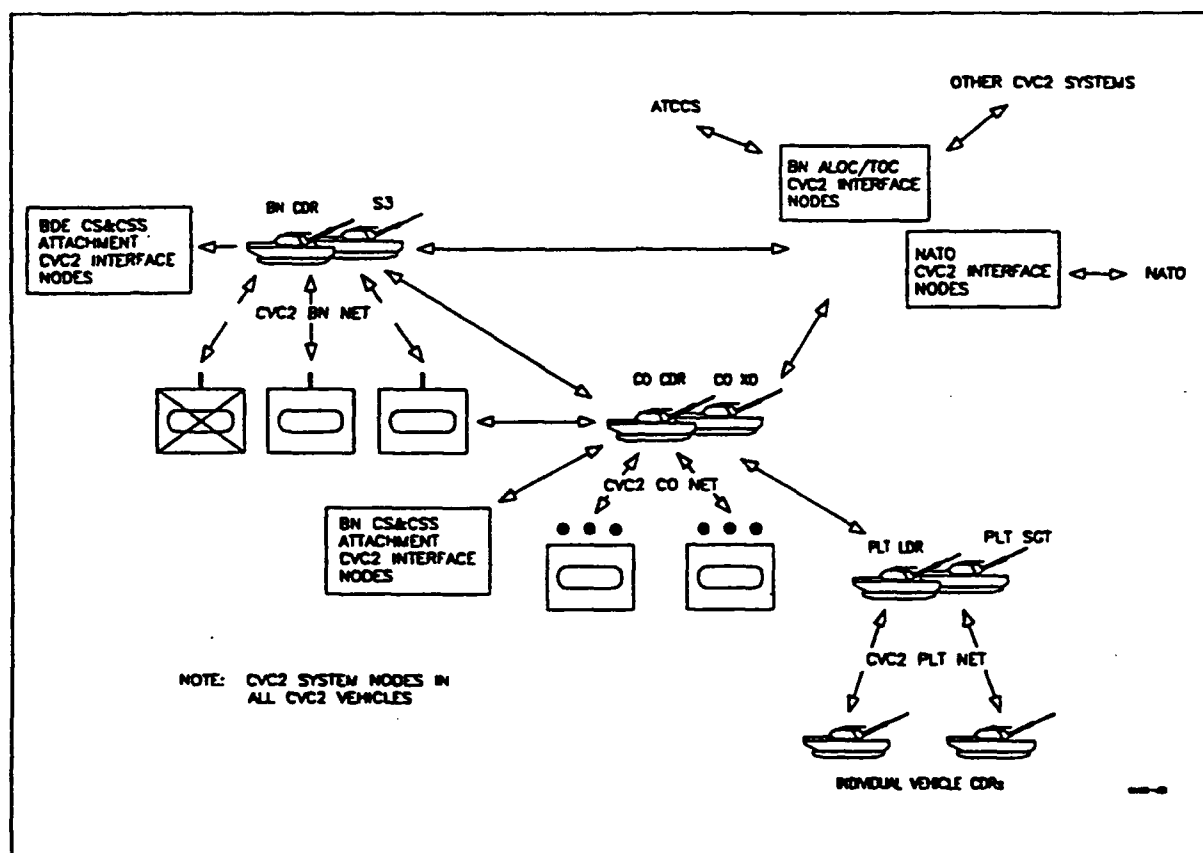 OTHER CVC2 SYSTEMS
ATCCS
BN ALOC/TOC
CVC2 INTERFACE
NODES
BN CDR
S3
BDE CS&CSS
ATTACHMENT
CVC2 INTERFACE
NODES
NATO
CVC2 INTERFACE
NODES
NATO
CVC2 BN NET
CO CDR
CO XO
CVC2 CO NET
BN CS&CSS
ATTACHMENT
CVC2 INTERFACE
NODES
PLT LDR
PLT SGT
CVC2 PLT NET
NOTE: CVC2 SYSTEM NODES IN
ALL CVC2 VEHICLES
INDIVIDUAL VEHICLE CDRs